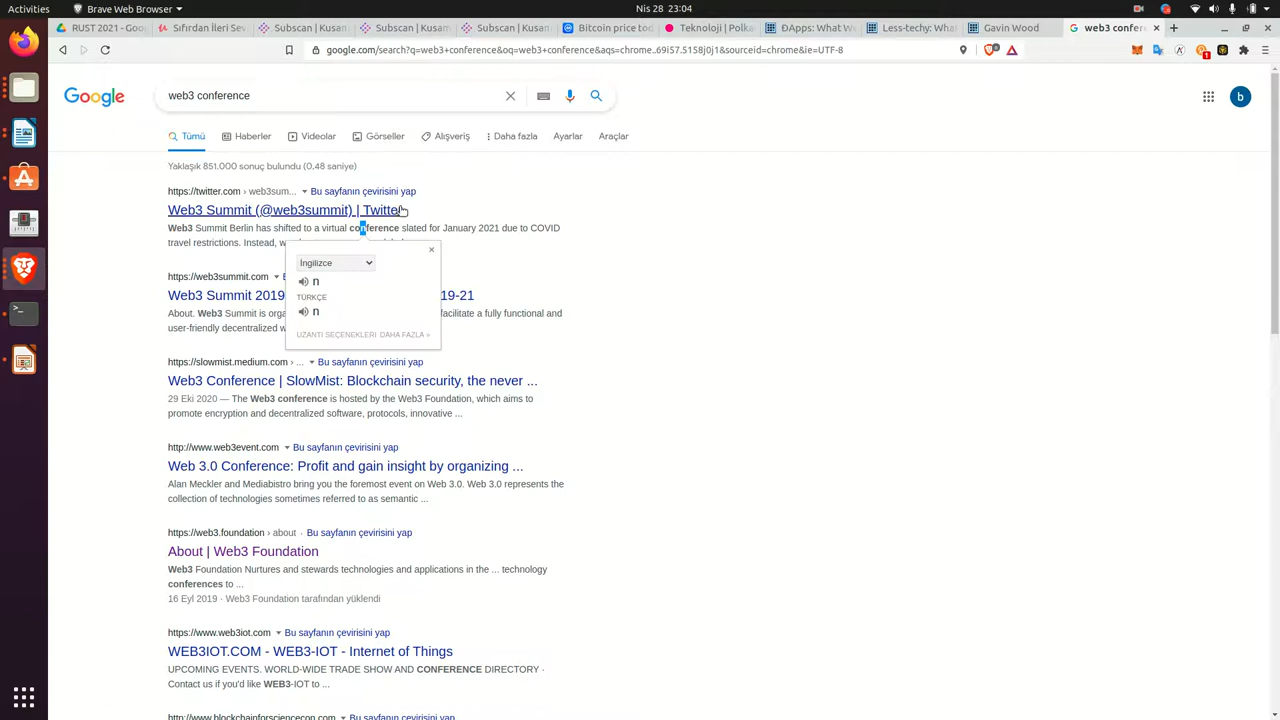 Activities Brave Web Browser Nis 28 23:04
RUST 2021 - Goo Sıfırdan İleri Sevi Subscan | Aggreg Subscan | Aggreg Subscan | Aggreg Bitcoin price tod Teknoloji | Polka ĐApps: What We Less-techy: What Gavin Wood web3 conferenc
google.com/search?q=web3+conference&oq=web3+conference&aqs=chrome..69i57.5158j0j1&sourceid=chrome&ie=UTF-8
Google web3 conference b
Tümü Haberler Videolar Görseller Alışveriş Daha fazla Ayarlar Araçlar
Yaklaşık 851.000 sonuç bulundu (0,48 saniye)
https://twitter.com › web3sum... Bu sayfanın çevirisini yap
Web3 Summit (@web3summit) | Twitter
Web3 Summit Berlin has shifted to a virtual conference slated for January 2021 due to COVID
travel restrictions. Instead, w
×
İngilizce
n
TÜRKÇE
n
UZANTI SEÇENEKLERİ DAHA FAZLA »
https://web3summit.com
Web3 Summit 2019 19-21
About. Web3 Summit is orga facilitate a fully functional and
user-friendly decentralized w
https://slowmist.medium.com › ... Bu sayfanın çevirisini yap
Web3 Conference | SlowMist: Blockchain security, the never ...
29 Eki 2020 — The Web3 conference is hosted by the Web3 Foundation, which aims to
promote encryption and decentralized software, protocols, innovative ...
http://www.web3event.com Bu sayfanın çevirisini yap
Web 3.0 Conference: Profit and gain insight by organizing ...
Alan Meckler and Mediabistro bring you the foremost event on Web 3.0. Web 3.0 represents the
collection of technologies sometimes referred to as semantic ...
https://web3.foundation › about · Bu sayfanın çevirisini yap
About | Web3 Foundation
Web3 Foundation Nurtures and stewards technologies and applications in the ... technology
conferences to ...
16 Eyl 2019 · Web3 Foundation tarafından yüklendi
https://www.web3iot.com Bu sayfanın çevirisini yap
WEB3IOT.COM - WEB3-IOT - Internet of Things
UPCOMING EVENTS. WORLD-WIDE TRADE SHOW AND CONFERENCE DIRECTORY ·
Contact us if you'd like WEB3-IOT to ...
http://www.blockchainforsciencecon.com Bu sayfanın çevirisini yap